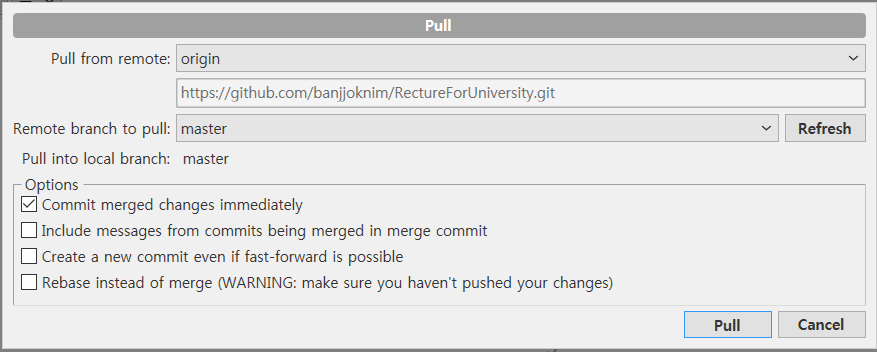 Pull
Pull from remote: origin
https://github.com/banjjoknim/RectureForUniversity.git
Remote branch to pull: master Refresh
Pull into local branch: master
Options
Commit merged changes immediately
Include messages from commits being merged in merge commit
Create a new commit even if fast-forward is possible
Rebase instead of merge (WARNING: make sure you haven't pushed your changes)
Pull Cancel